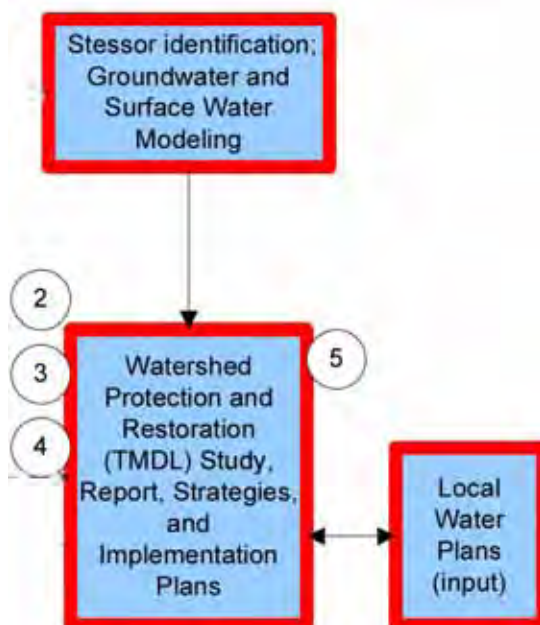 Stessor identification;
Groundwater and
Surface Water
Modeling
2
3
4
5
Watershed
Protection and
Restoration
(TMDL) Study,
Report, Strategies,
and
Implementation
Plans
Local
Water
Plans
(input)